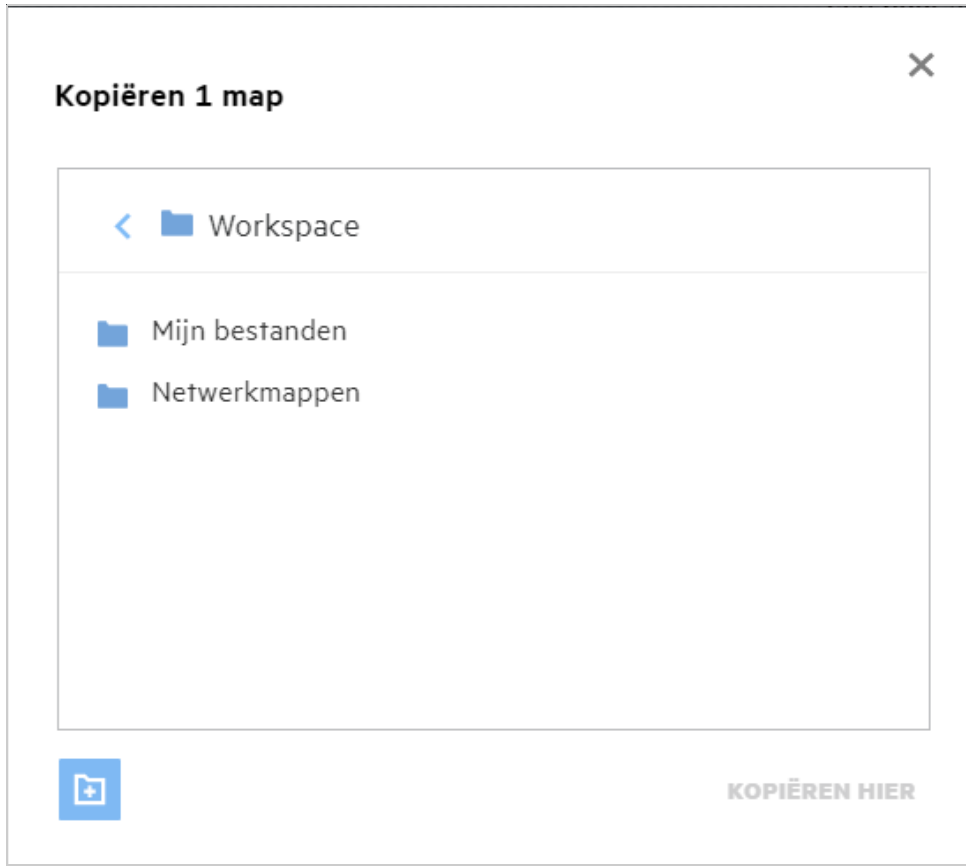 Kopiëren 1 map
Workspace
Mijn bestanden
Netwerkmappen
KOPIËREN HIER